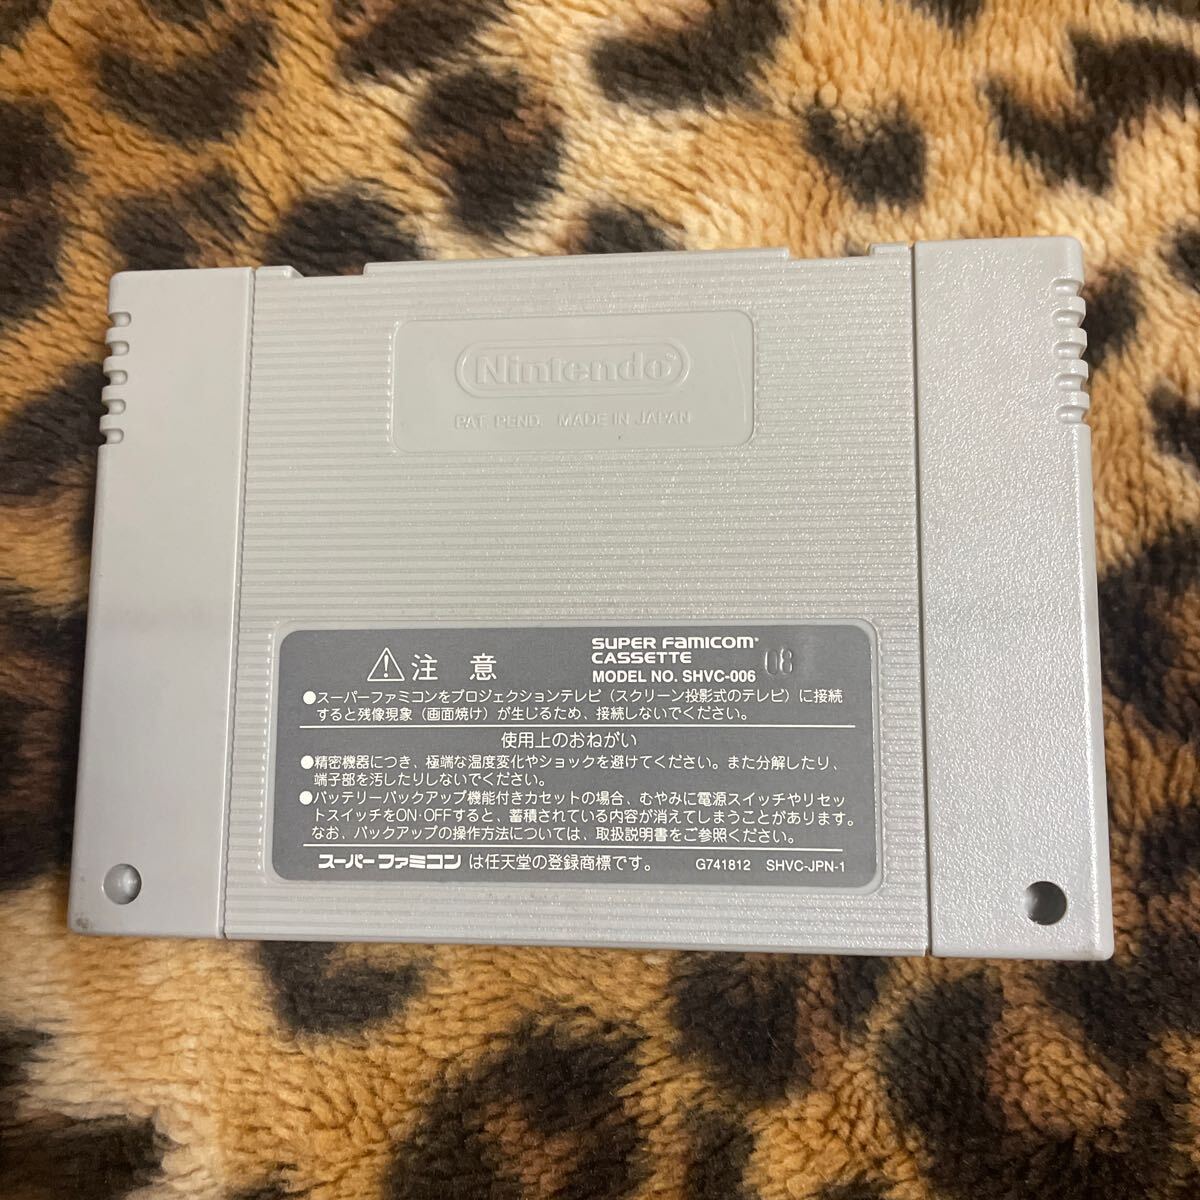 Nintendo™
PAT. PEND. MADE IN JAPAN
注 意
SUPER FAMICOM®
CASSETTE
MODEL NO. SHVC-006
08
●スーパーファミコンをプロジェクションテレビ（スクリーン投影式のテレビ）に接続
すると残像現象（画面焼け）が生じるため、接続しないでください。
使用上のおねがい
●精密機器につき、極端な温度変化やショックを避けてください。また分解したり、
端子部を汚したりしないでください。
●バッテリーバックアップ機能付きカセットの場合、むやみに電源スイッチやリセッ
トスイッチをON・OFFすると、蓄積されている内容が消えてしまうことがあります。
なお、バックアップの操作方法については、取扱説明書をご参照ください。
スーパーファミコン は任天堂の登録商標です。 G741812 SHVC-JPN-1